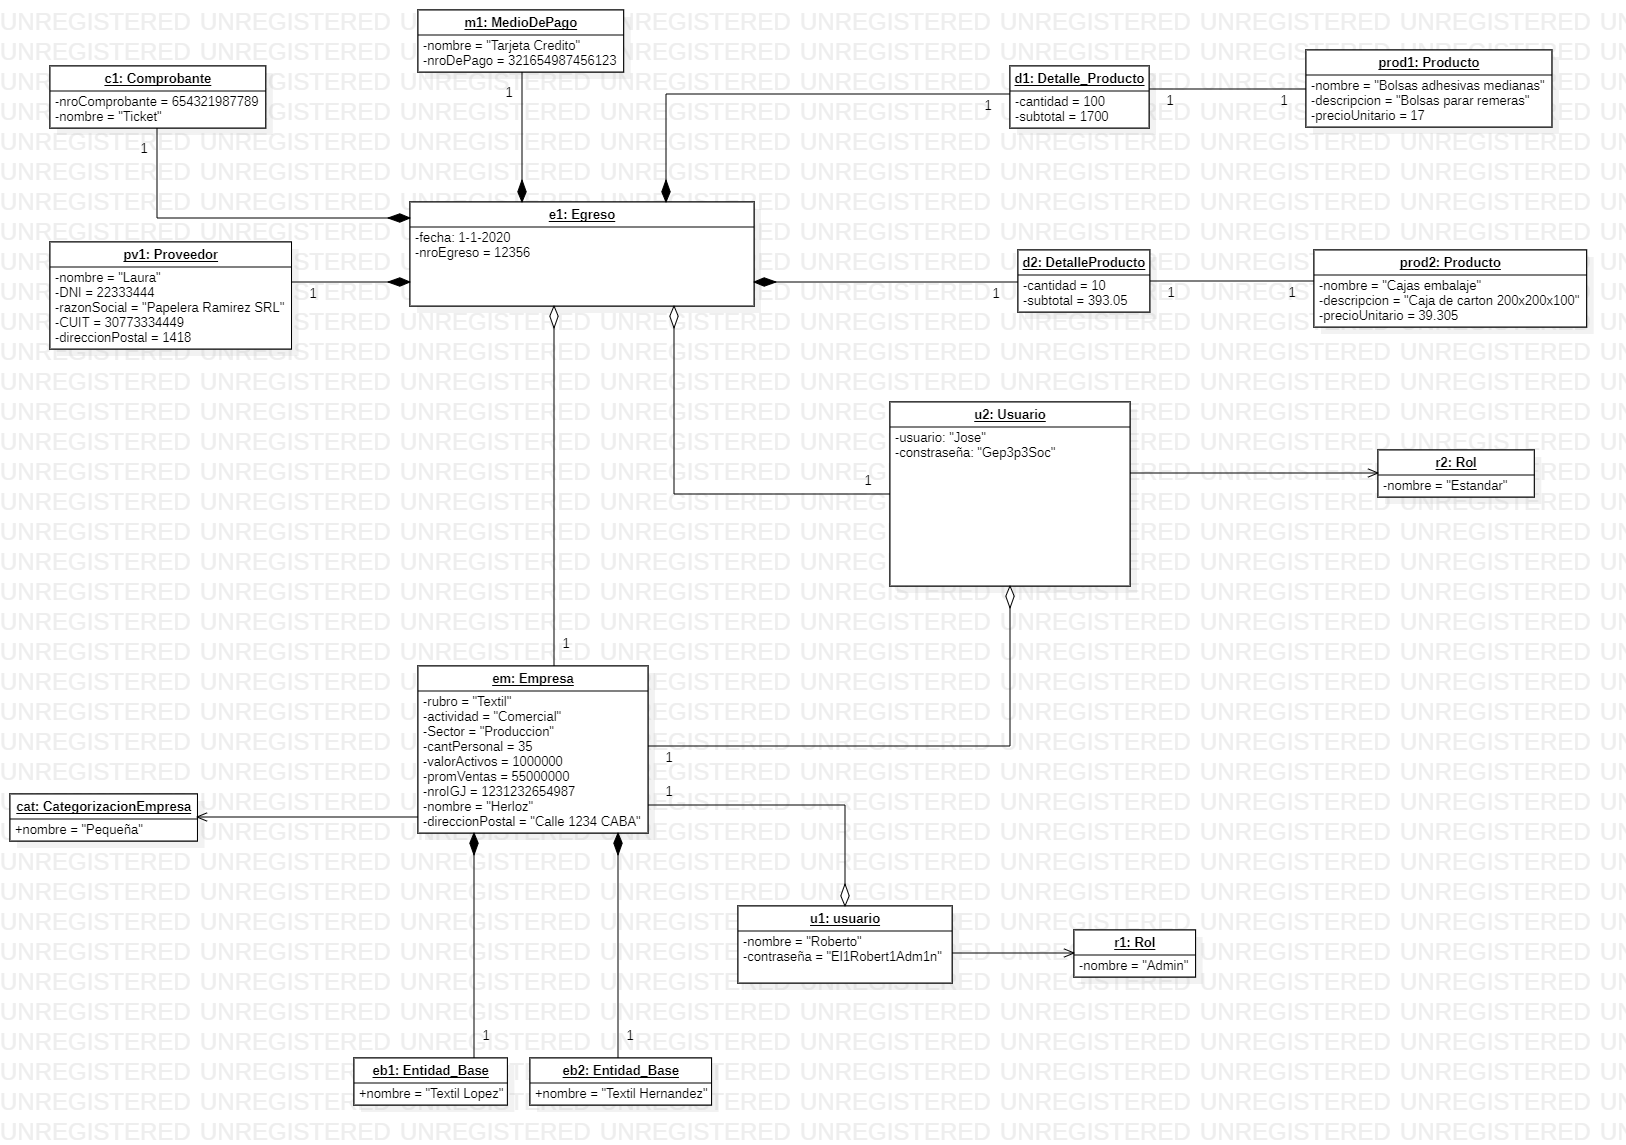 m1: MedioDePago
-nombre = "Tarjeta Credito"
-nroDePago = 321654987456123
c1: Comprobante
-nroComprobante = 654321987789
-nombre = "Ticket"
d1: Detalle_Producto
-cantidad = 100
-subtotal = 1700
prod1: Producto
-nombre = "Bolsas adhesivas medianas"
-descripcion = "Bolsas parar remeras"
-precioUnitario = 17
1
1
1
1
1
e1: Egreso
-fecha: 1-1-2020
-nroEgreso = 12356
pv1: Proveedor
-nombre = "Laura"
-DNI = 22333444
-razonSocial = "Papelera Ramirez SRL"
-CUIT = 30773334449
-direccionPostal = 1418
1
d2: DetalleProducto
-cantidad = 10
-subtotal = 393.05
prod2: Producto
-nombre = "Cajas embalaje"
-descripcion = "Caja de carton 200x200x100"
-precioUnitario = 39.305
1
1
1
u2: Usuario
-usuario: "Jose"
-constraseña: "Gep3p3Soc"
1
r2: Rol
-nombre = "Estandar"
1
em: Empresa
-rubro = "Textil"
-actividad = "Comercial"
-Sector = "Produccion"
-cantPersonal = 35
-valorActivos = 1000000
-promVentas = 55000000
-nroIGJ = 1231232654987
-nombre = "Herloz"
-direccionPostal = "Calle 1234 CABA"
1
1
cat: CategorizacionEmpresa
+nombre = "Pequeña"
u1: usuario
-nombre = "Roberto"
-contraseña = "El1Robert1Adm1n"
r1: Rol
-nombre = "Admin"
1
1
eb1: Entidad_Base
+nombre = "Textil Lopez"
eb2: Entidad_Base
+nombre = "Textil Hernandez"
UNREGISTERED